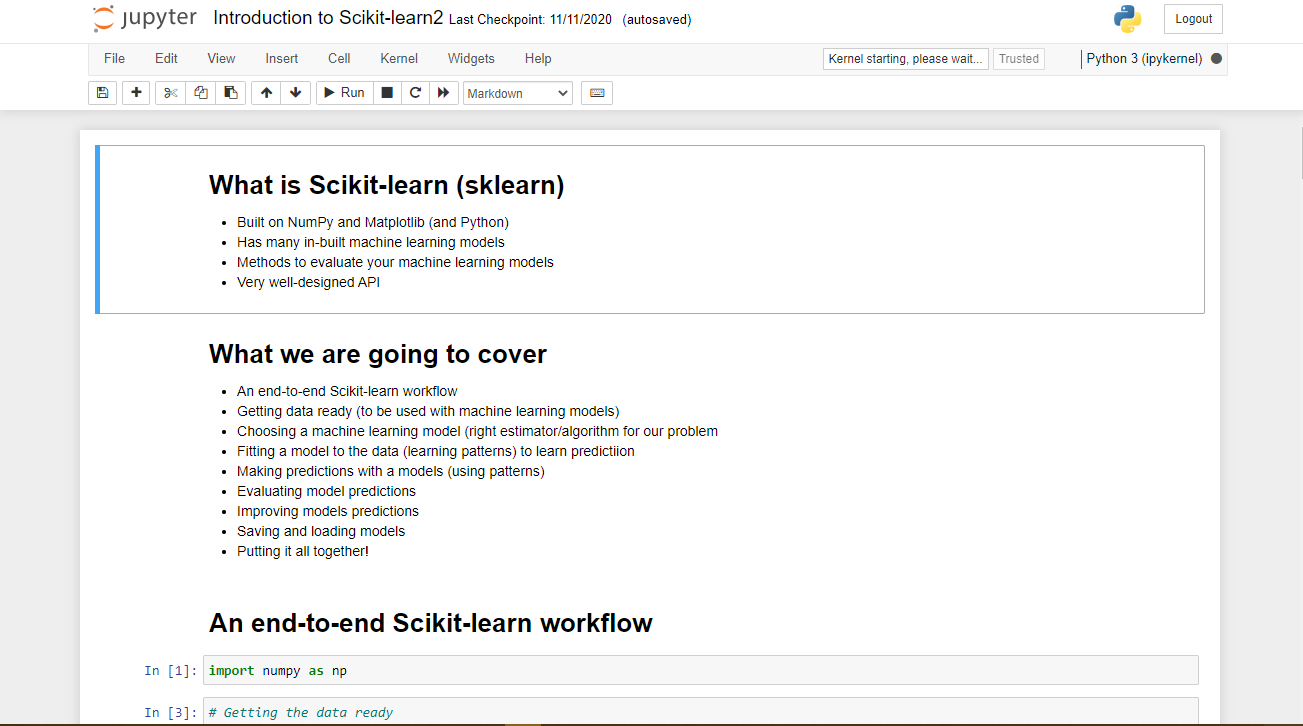 jupyter Introduction to Scikit-learn2 Last Checkpoint: 11/11/2020 (autosaved) Logout
File Edit View Insert Cell Kernel Widgets Help Kernel starting, please wait... Trusted Python 3 (ipykernel)
Run Markdown
What is Scikit-learn (sklearn)
• Built on NumPy and Matplotlib (and Python)
• Has many in-built machine learning models
• Methods to evaluate your machine learning models
• Very well-designed API
What we are going to cover
• An end-to-end Scikit-learn workflow
• Getting data ready (to be used with machine learning models)
• Choosing a machine learning model (right estimator/algorithm for our problem
• Fitting a model to the data (learning patterns) to learn predictiion
• Making predictions with a models (using patterns)
• Evaluating model predictions
• Improving models predictions
• Saving and loading models
• Putting it all together!
An end-to-end Scikit-learn workflow
In [1]: import numpy as np
In [3]: # Getting the data ready